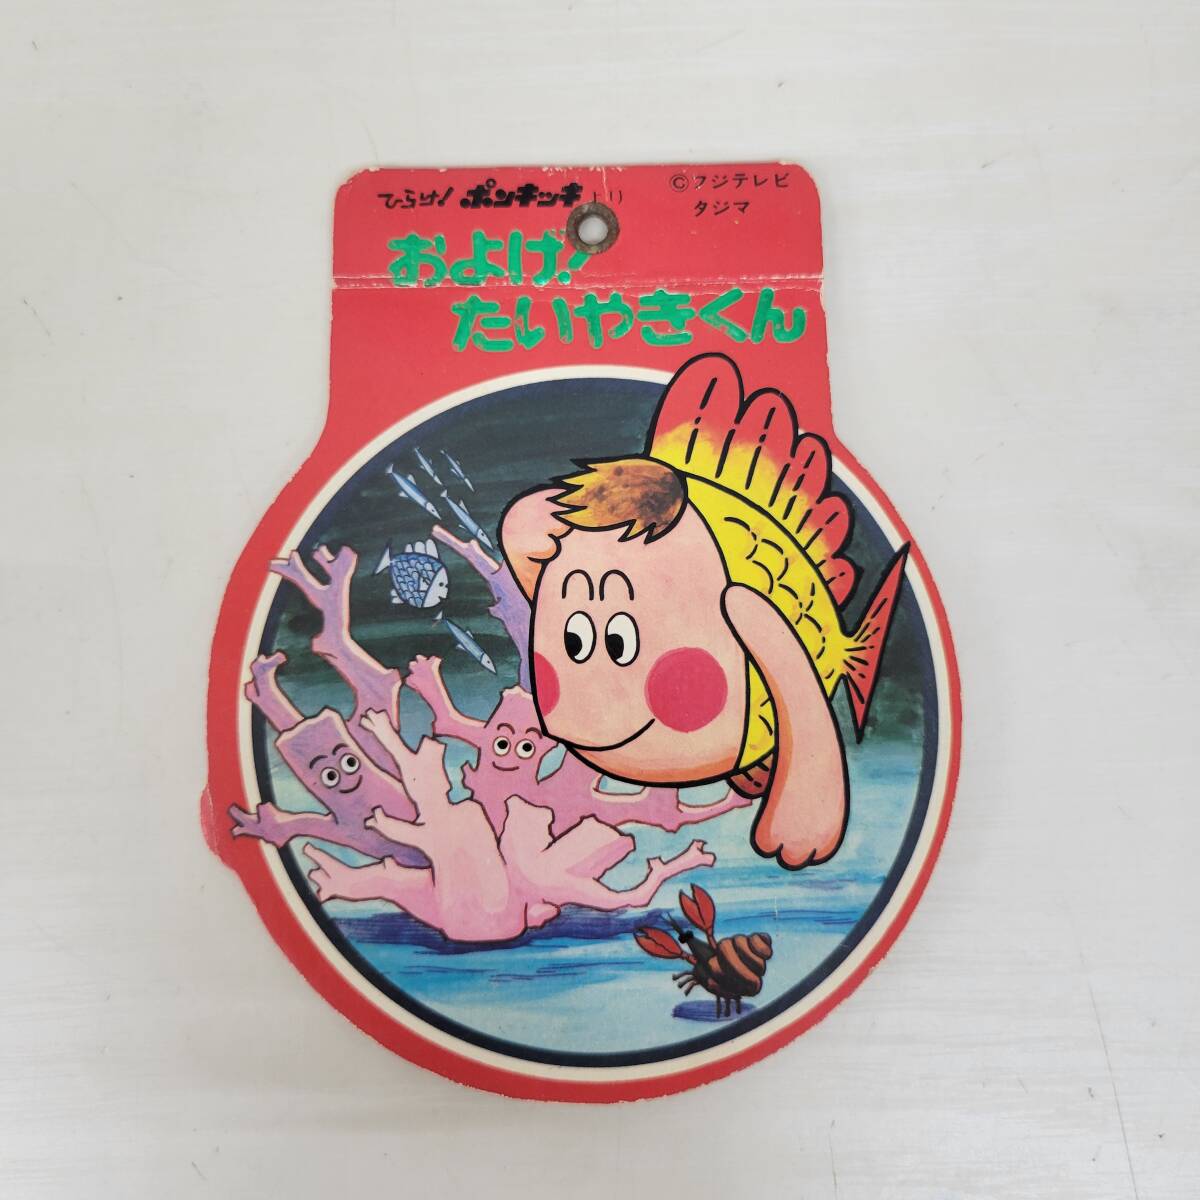 ひらけ!ポンキッキより
©フジテレビ
タジマ
およげ!
たいやきくん